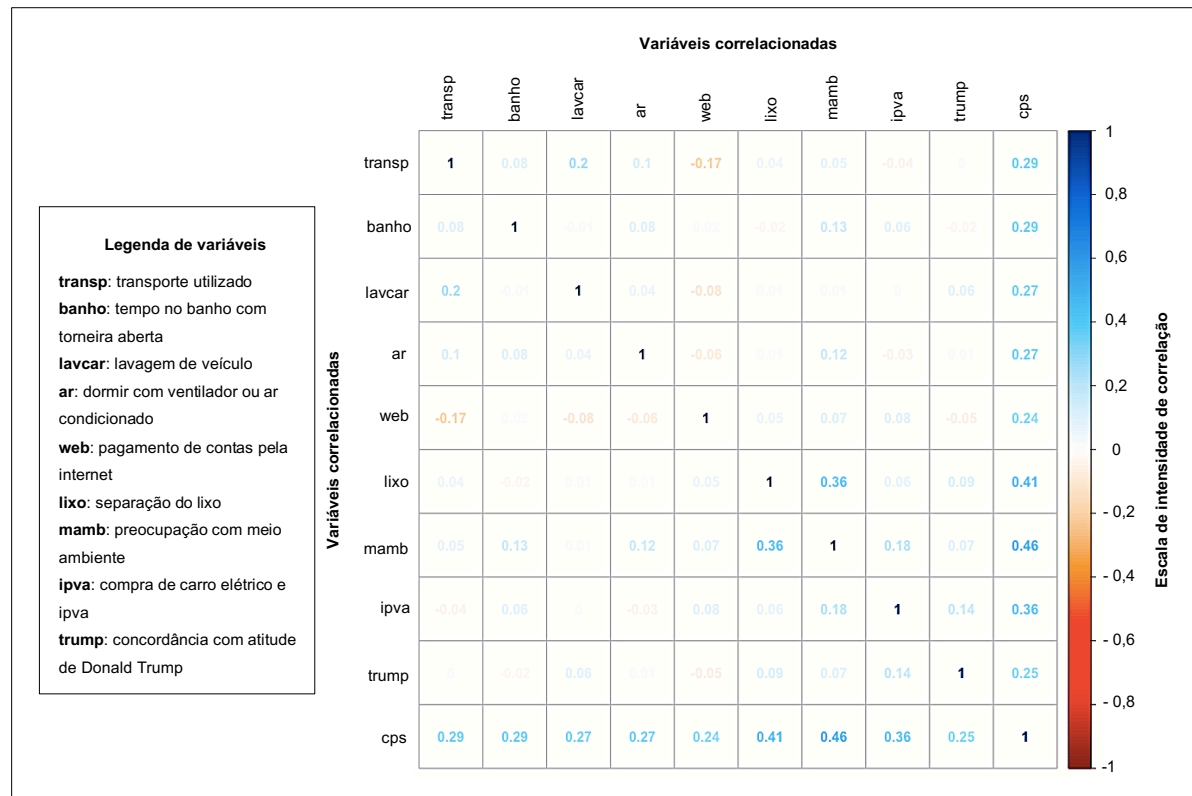 Variáveis correlacionadas
transp banho lavcar ar web lixo mamb ipva trump cps
transp 1 0.08 0.2 0.1 -0.17 0.04 0.05 -0.04 0 0.29
banho 0.08 1 -0.01 0.08 0.02 -0.02 0.13 0.06 -0.02 0.29
lavcar 0.2 -0.01 1 0.04 -0.08 0.01 0.01 0 0.06 0.27
ar 0.1 0.08 0.04 1 -0.06 0.01 0.12 -0.03 0.01 0.27
web -0.17 0.02 -0.08 -0.06 1 0.05 0.07 0.08 -0.05 0.24
lixo 0.04 -0.02 0.01 0.01 0.05 1 0.36 0.06 0.09 0.41
mamb 0.05 0.13 0.01 0.12 0.07 0.36 1 0.18 0.07 0.46
ipva -0.04 0.06 0 -0.03 0.08 0.06 0.18 1 0.14 0.36
trump 0 -0.02 0.06 0.01 -0.05 0.09 0.07 0.14 1 0.25
cps 0.29 0.29 0.27 0.27 0.24 0.41 0.46 0.36 0.25 1
Variáveis correlacionadas
Legenda de variáveis
transp: transporte utilizado
banho: tempo no banho com
torneira aberta
lavcar: lavagem de veículo
ar: dormir com ventilador ou ar
condicionado
web: pagamento de contas pela
internet
lixo: separação do lixo
mamb: preocupação com meio
ambiente
ipva: compra de carro elétrico e
ipva
trump: concordância com atitude
de Donald Trump
1
0,8
0,6
0,4
0,2
0
- 0,2
- 0,4
- 0,6
- 0,8
-1
Escala de intensidade de correlação